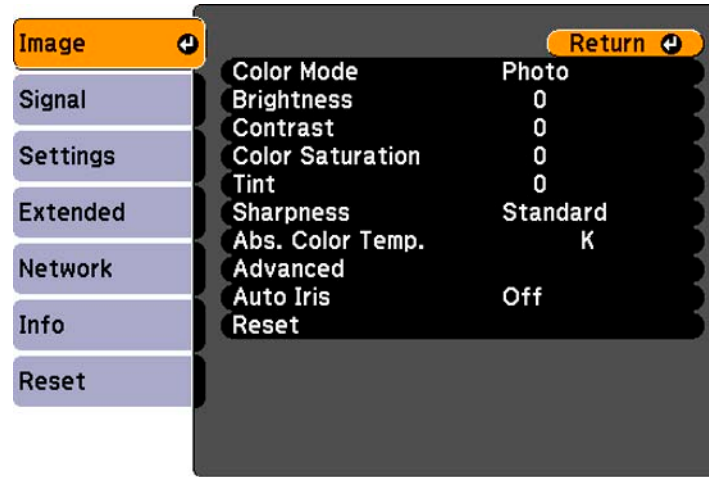 Image
Signal
Settings
Extended
Network
Info
Reset
Return
Color Mode Photo
Brightness 0
Contrast 0
Color Saturation 0
Tint 0
Sharpness Standard
Abs. Color Temp. K
Advanced
Auto Iris Off
Reset